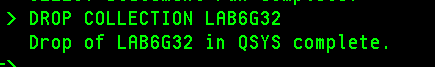 > DROP COLLECTION LAB6G32
Drop of LAB6G32 in QSYS complete.